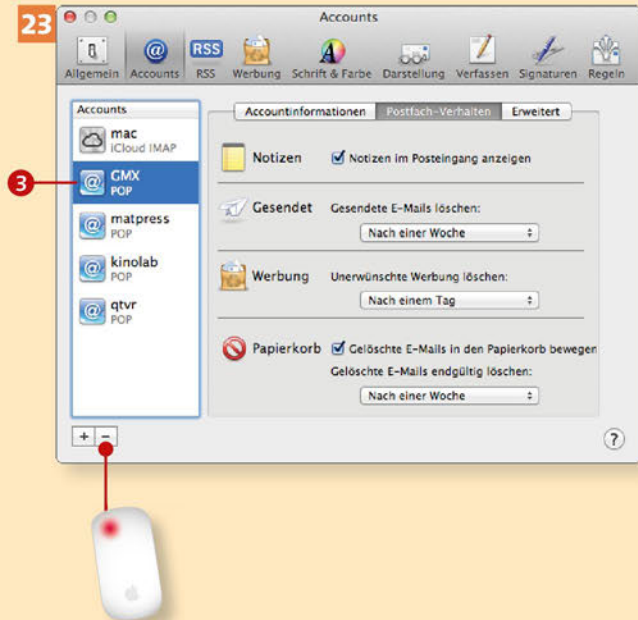 23
Accounts
Allgemein Accounts RSS Werbung Schrift & Farbe Darstellung Verfassen Signaturen Regeln
RSS
Accounts
mac
iCloud IMAP
3
GMX
POP
matpress
POP
kinolab
POP
qtvr
POP
Accountinformationen Postfach-Verhalten Erweitert
Notizen Notizen im Posteingang anzeigen
Gesendet Gesendete E-Mails löschen:
Nach einer Woche
Werbung Unerwünschte Werbung löschen:
Nach einem Tag
Papierkorb Gelöschte E-Mails in den Papierkorb bewegen
Gelöschte E-Mails endgültig löschen:
Nach einer Woche
+ −
?